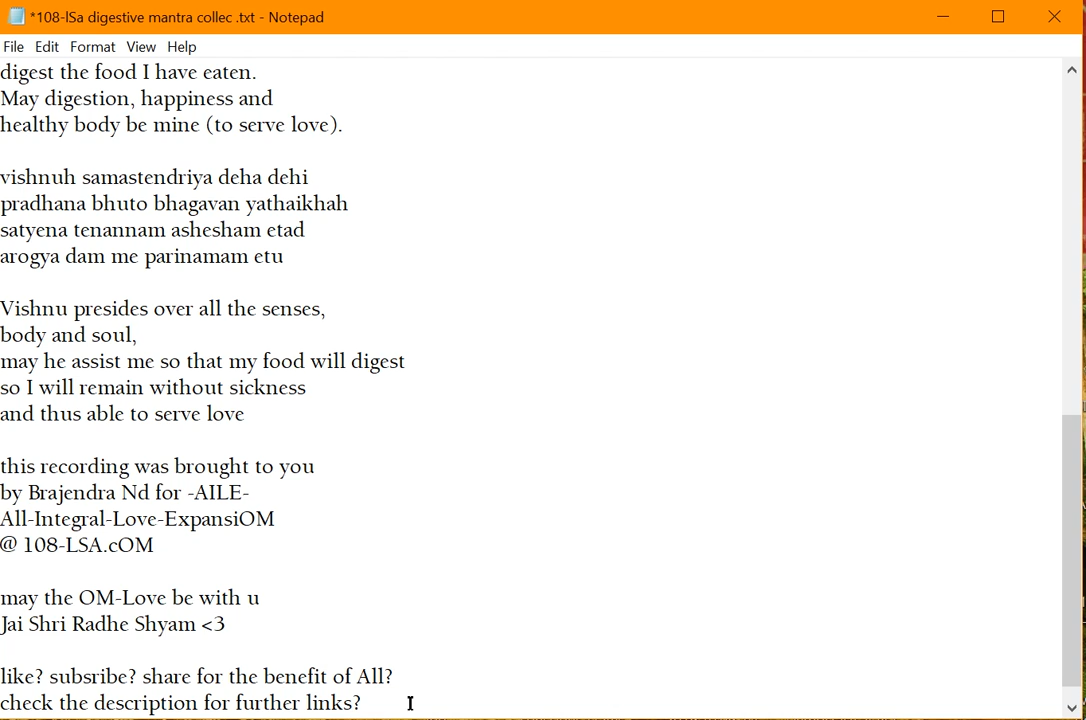 *108-lSa digestive mantra collec .txt - Notepad
File Edit Format View Help
digest the food I have eaten.
May digestion, happiness and
healthy body be mine (to serve love).
vishnuh samastendriya deha dehi
pradhana bhuto bhagavan yathaikhah
satyena tenannam ashesham etad
arogya dam me parinamam etu
Vishnu presides over all the senses,
body and soul,
may he assist me so that my food will digest
so I will remain without sickness
and thus able to serve love
this recording was brought to you
by Brajendra Nd for -AILE-
All-Integral-Love-ExpansiOM
@ 108-LSA.cOM
may the OM-Love be with u
Jai Shri Radhe Shyam <3
like? subsribe? share for the benefit of All?
check the description for further links?